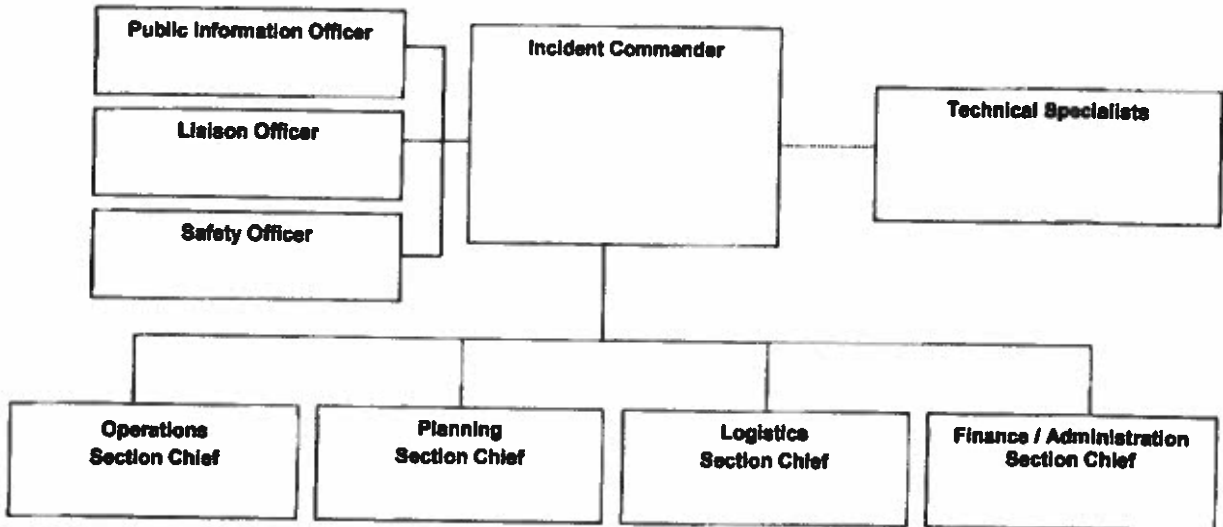 Public Information Officer
Incident Commander
Technical Specialists
Liaison Officer
Safety Officer
Operations
Section Chief
Planning
Section Chief
Logistics
Section Chief
Finance / Administration
Section Chief